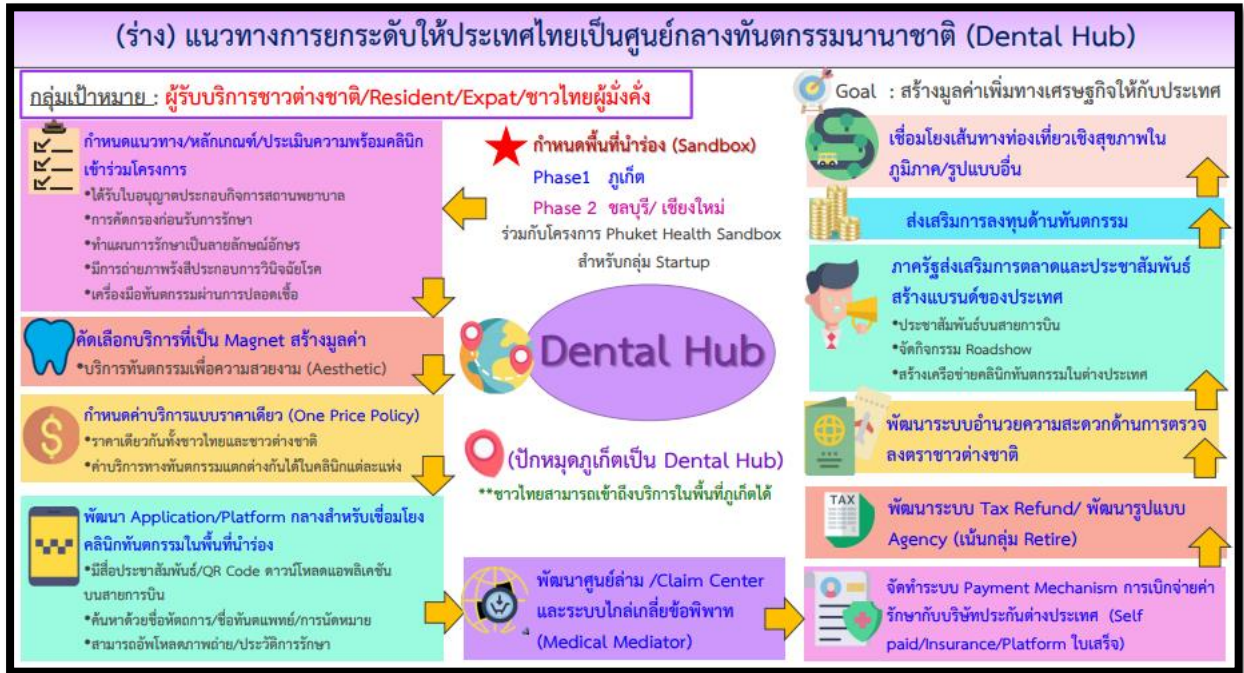 (ร่าง) แนวทางการยกระดับให้ประเทศไทยเป็นศูนย์กลางทันตกรรมนานาชาติ (Dental Hub)
กลุ่มเป้าหมาย : ผู้รับบริการชาวต่างชาติ/Resident/Expat/ชาวไทยผู้มั่งคั่ง
กำหนดแนวทาง/หลักเกณฑ์/ประเมินความพร้อมคลินิก
เข้าร่วมโครงการ
*ได้รับใบอนุญาตประกอบกิจการสถานพยาบาล
*การคัดกรองก่อนรับการรักษา
*ทำแผนการรักษาเป็นลายลักษณ์อักษร
*มีการถ่ายภาพรังสีประกอบการวินิจฉัยโรค
*เครื่องมือทันตกรรมผ่านการปลอดเชื้อ
คัดเลือกบริการที่เป็น Magnet สร้างมูลค่า
*บริการทันตกรรมเพื่อความสวยงาม (Aesthetic)
กำหนดค่าบริการแบบราคาเดียว (One Price Policy)
*ราคาเดียวกันทั้งชาวไทยและชาวต่างชาติ
*ค่าบริการทางทันตกรรมแตกต่างกันได้ในคลินิกแต่ละแห่ง
พัฒนา Application/Platform กลางสำหรับเชื่อมโยง
คลินิกทันตกรรมในพื้นที่นำร่อง
*มีสื่อประชาสัมพันธ์/QR Code ดาวน์โหลดแอพลิเคชัน
บนสายการบิน
*ค้นหาด้วยชื่อหัตถการ/ชื่อทันตแพทย์/การนัดหมาย
*สามารถอัพโหลดภาพถ่าย/ประวัติการรักษา
กำหนดพื้นที่นำร่อง (Sandbox)
Phase1 ภูเก็ต
Phase 2 ชลบุรี/ เชียงใหม่
ร่วมกับโครงการ Phuket Health Sandbox
สำหรับกลุ่ม Startup
Dental Hub
(ปักหมุดภูเก็ตเป็น Dental Hub)
**ชาวไทยสามารถเข้าถึงบริการในพื้นที่ภูเก็ตได้
พัฒนาศูนย์ล่าม /Claim Center
และระบบไกล่เกลี่ยข้อพิพาท
(Medical Mediator)
Goal : สร้างมูลค่าเพิ่มทางเศรษฐกิจให้กับประเทศ
เชื่อมโยงเส้นทางท่องเที่ยวเชิงสุขภาพใน
ภูมิภาค/รูปแบบอื่น
ส่งเสริมการลงทุนด้านทันตกรรม
ภาครัฐส่งเสริมการตลาดและประชาสัมพันธ์
สร้างแบรนด์ของประเทศ
*ประชาสัมพันธ์บนสายการบิน
*จัดกิจกรรม Roadshow
*สร้างเครือข่ายคลินิกทันตกรรมในต่างประเทศ
พัฒนาระบบอำนวยความสะดวกด้านการตรวจ
ลงตราชาวต่างชาติ
TAX
พัฒนาระบบ Tax Refund/ พัฒนารูปแบบ
Agency (เน้นกลุ่ม Retire)
จัดทำระบบ Payment Mechanism การเบิกจ่ายค่า
รักษากับบริษัทประกันต่างประเทศ (Self
paid/Insurance/Platform ใบเสร็จ)